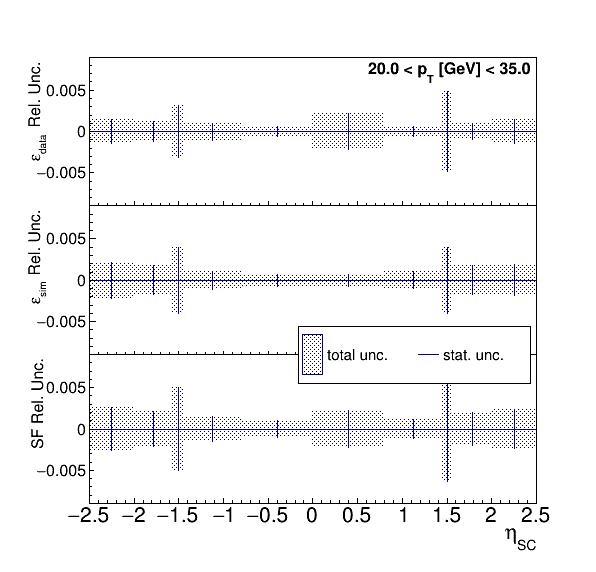 20.0 < p_T [GeV] < 35.0
ε_data Rel. Unc.
0.005
0
−0.005
ε_sim Rel. Unc.
0.005
0
−0.005
total unc.
stat. unc.
SF Rel. Unc.
0.005
0
−0.005
−2.5 −2 −1.5 −1 −0.5 0 0.5 1 1.5 2 2.5
η_SC